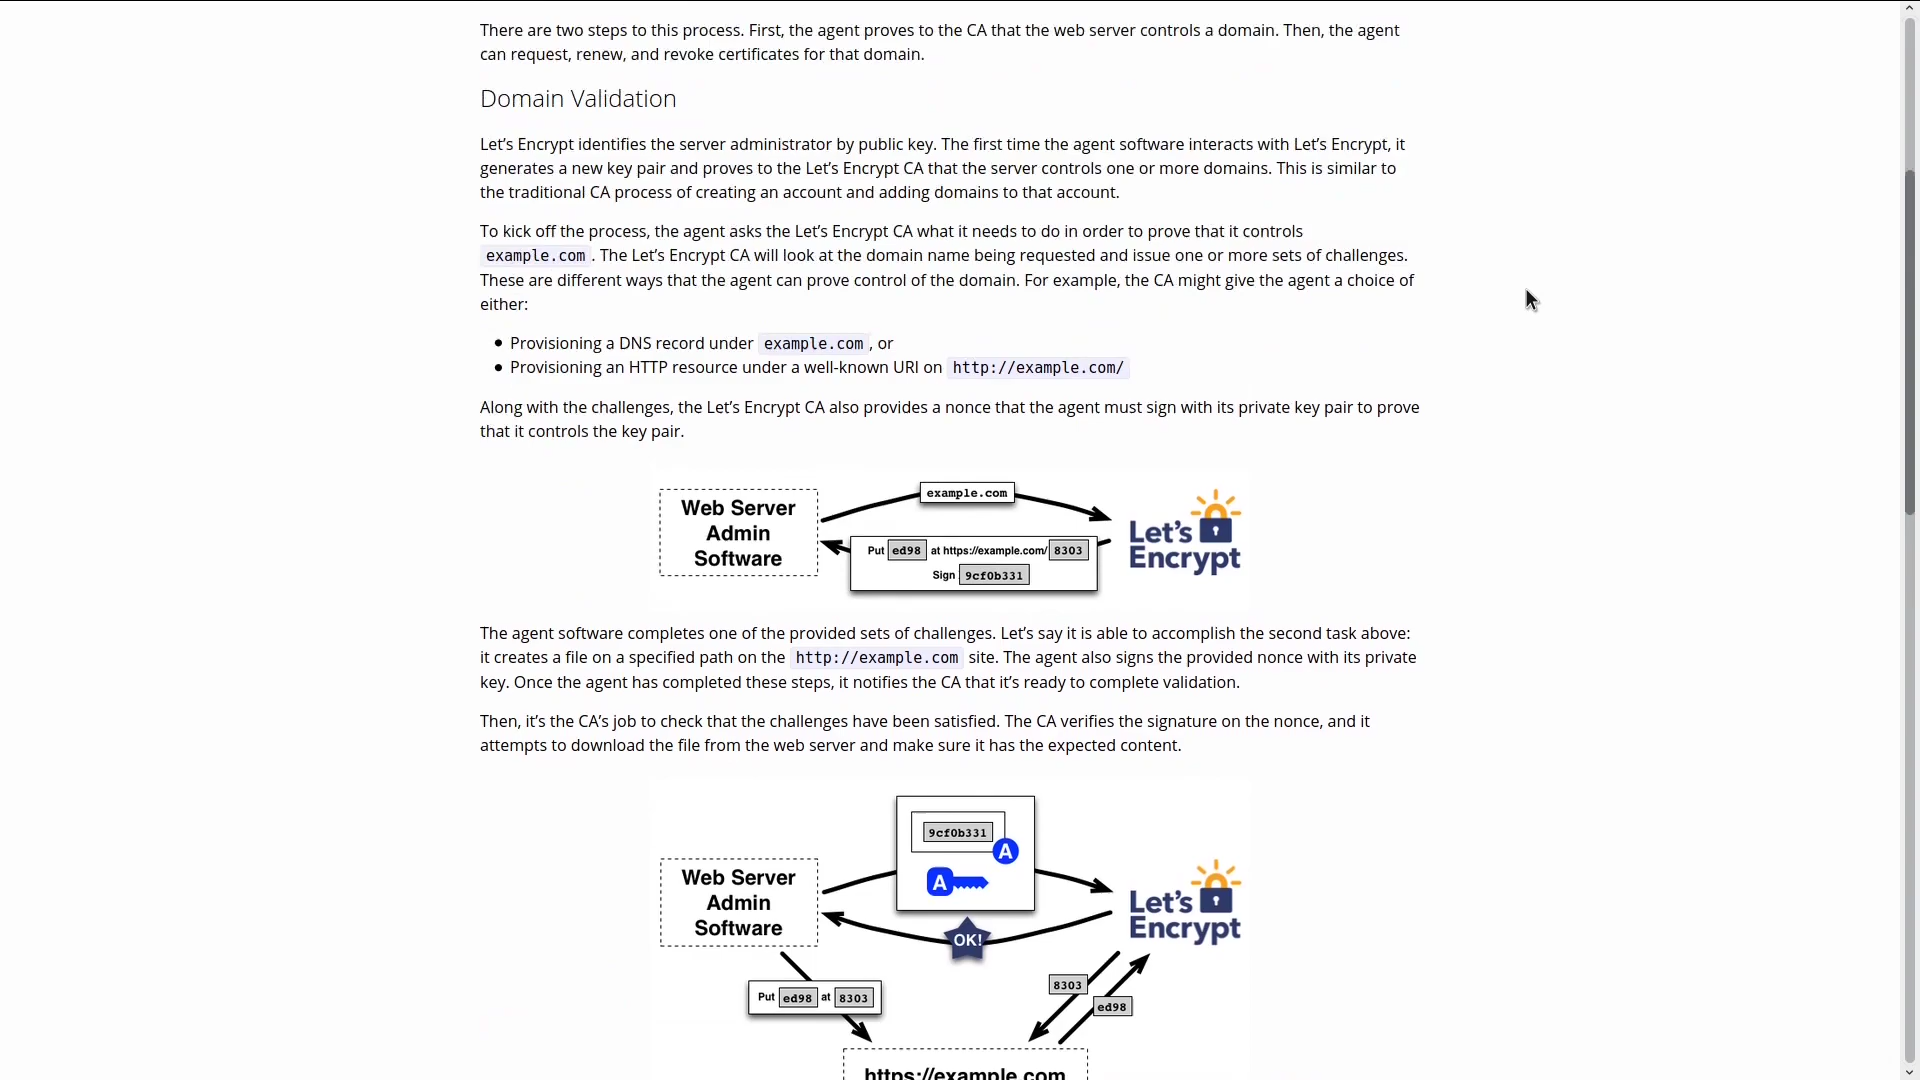 There are two steps to this process. First, the agent proves to the CA that the web server controls a domain. Then, the agent
can request, renew, and revoke certificates for that domain.
Domain Validation
Let’s Encrypt identifies the server administrator by public key. The first time the agent software interacts with Let’s Encrypt, it
generates a new key pair and proves to the Let’s Encrypt CA that the server controls one or more domains. This is similar to
the traditional CA process of creating an account and adding domains to that account.
To kick off the process, the agent asks the Let’s Encrypt CA what it needs to do in order to prove that it controls
example.com. The Let’s Encrypt CA will look at the domain name being requested and issue one or more sets of challenges.
These are different ways that the agent can prove control of the domain. For example, the CA might give the agent a choice of
either:
Provisioning a DNS record under example.com, or
Provisioning an HTTP resource under a well-known URI on http://example.com/
Along with the challenges, the Let’s Encrypt CA also provides a nonce that the agent must sign with its private key pair to prove
that it controls the key pair.
example.com
Web Server
Admin
Software
Put ed98 at https://example.com/ 8303
Sign 9cf0b331
Let's
Encrypt
The agent software completes one of the provided sets of challenges. Let’s say it is able to accomplish the second task above:
it creates a file on a specified path on the http://example.com site. The agent also signs the provided nonce with its private
key. Once the agent has completed these steps, it notifies the CA that it’s ready to complete validation.
Then, it’s the CA’s job to check that the challenges have been satisfied. The CA verifies the signature on the nonce, and it
attempts to download the file from the web server and make sure it has the expected content.
9cf0b331
A
A
Web Server
Admin
Software
OK!
Let's
Encrypt
Put ed98 at 8303
8303
ed98
https://example.com